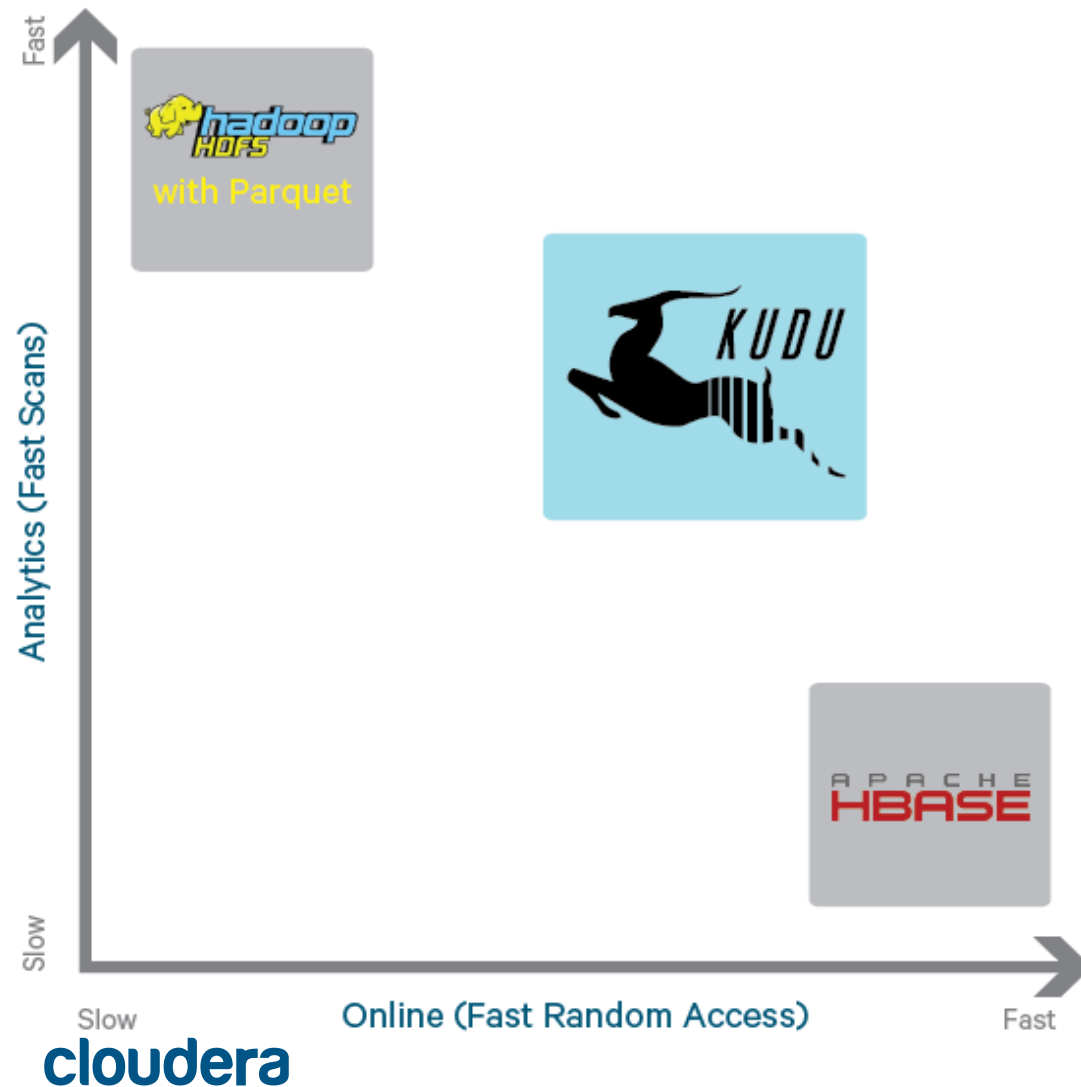 Fast
hadoop
HDFS
with Parquet
KUDU
Analytics (Fast Scans)
APACHE
HBASE
Slow
Slow
Online (Fast Random Access)
Fast
cloudera